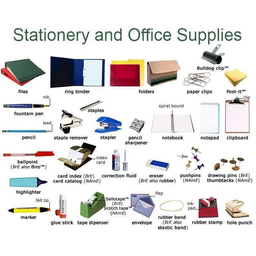 Stationery and Office Supplies
Bulldog clip™
files
ring binder
folders
paper clips
Post-it™
nib
fountain pen
staples
spiral bound
lead
pencil
staple remover
stapler
pencil sharpener
notebook
notepad
clipboard
ballpoint
(BrE also Biro™)
index card
card index (BrE)
card catalog (NAmE)
correction fluid
eraser
(BrE also rubber)
pushpins
(NAmE)
drawing pins (BrE)
thumbtacks (NAmE)
highlighter
felt tip
marker
glue stick
Sellotape™
(BrE)
Scotch tape™
(NAmE)
tape dispenser
flap
envelope
rubber band
(BrE also
elastic band)
ink-pad
rubber stamp
hole punch